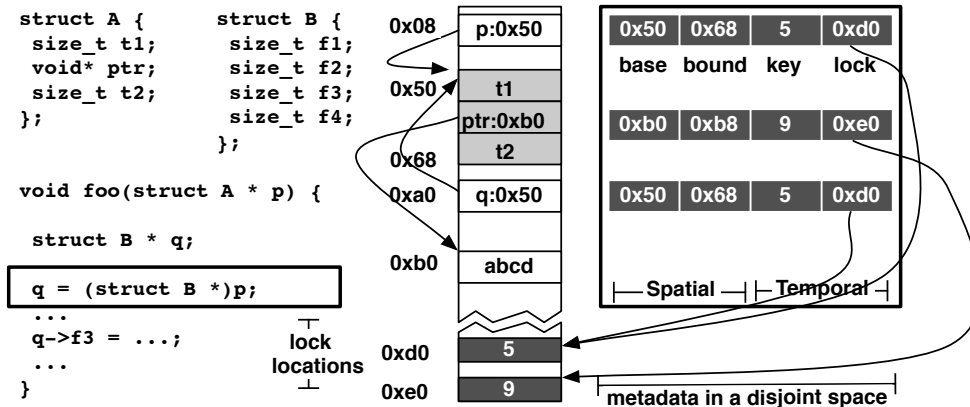 struct A {
size_t t1;
void* ptr;
size_t t2;
};
struct B {
size_t f1;
size_t f2;
size_t f3;
size_t f4;
};
void foo(struct A * p) {
struct B * q;
q = (struct B *)p;
...
q->f3 = ...;
...
}
lock
locations
0x08 p:0x50
0x50 t1
ptr:0xb0
0x68 t2
0xa0 q:0x50
0xb0 abcd
0xd0 5
0xe0 9
0x50 0x68 5 0xd0
base bound key lock
0xb0 0xb8 9 0xe0
0x50 0x68 5 0xd0
Spatial Temporal
metadata in a disjoint space